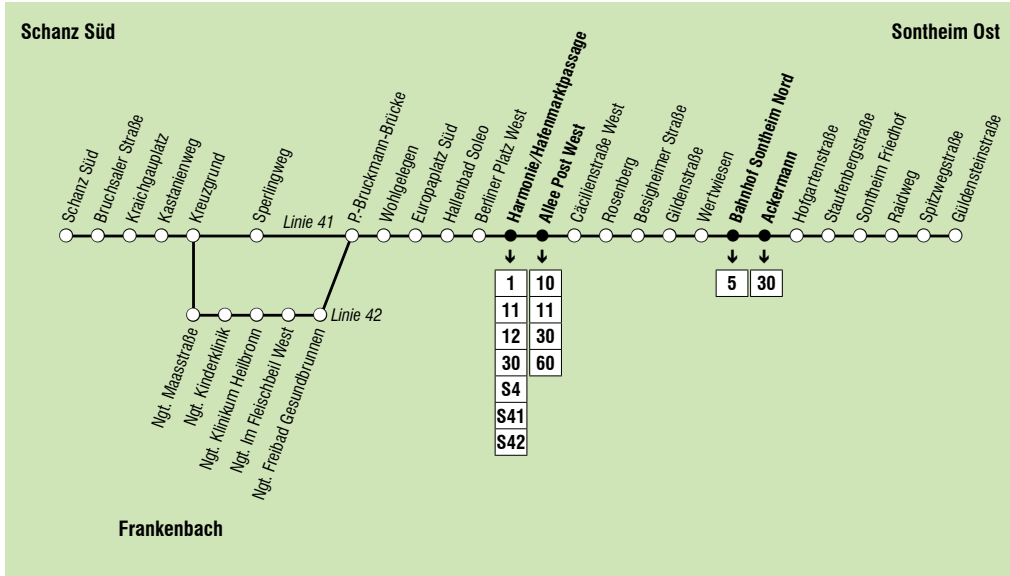 Schanz Süd
Sontheim Ost
Schanz Süd
Bruchsaler Straße
Kraichgauplatz
Kastanienweg
Kreuzgrund
Sperlingweg
Linie 41
P.-Bruckmann-Brücke
Wohlgelegen
Europaplatz Süd
Hallenbad Soleo
Berliner Platz West
Harmonie/Hafenmarktpassage
Allee Post West
Cäcilienstraße West
Rosenberg
Besigheimer Straße
Gildenstraße
Wertwiesen
Bahnhof Sontheim Nord
Ackermann
Hofgartenstraße
Staufenbergstraße
Sontheim Friedhof
Raidweg
Spitzwegstraße
Güldensteinstraße
1
11
12
30
S4
S41
S42
10
11
30
60
5
30
Linie 42
Ngt. Maasstraße
Ngt. Kinderklinik
Ngt. Klinikum Heilbronn
Ngt. Im Fleischbeil West
Ngt. Freibad Gesundbrunnen
Frankenbach